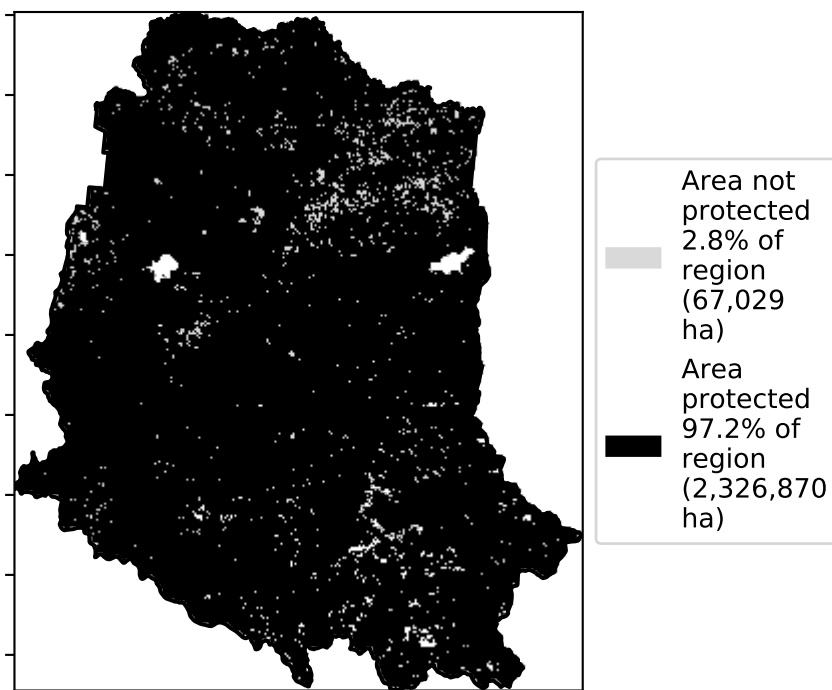 Area not
protected
2.8% of
region
(67,029
ha)
Area
protected
97.2% of
region
(2,326,870
ha)